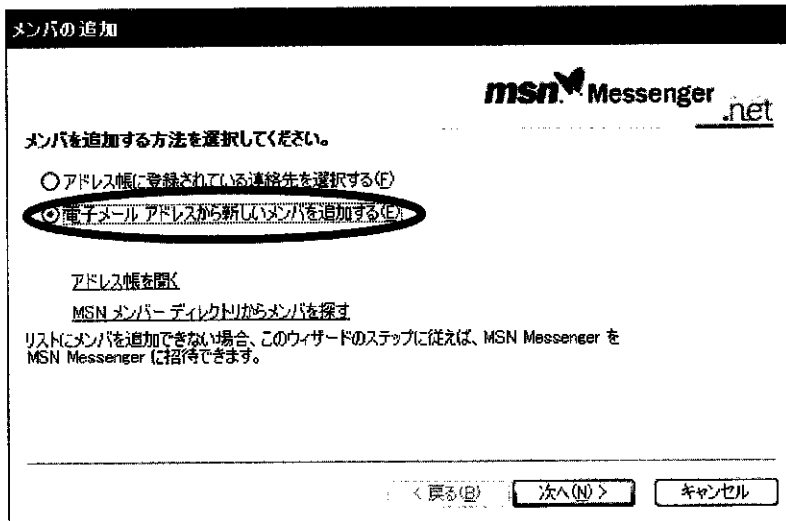 メンバの追加
msn Messenger
.net
メンバを追加する方法を選択してください。
アドレス帳に登録されている連絡先を選択する(F)
電子メール アドレスから新しいメンバを追加する(E)
アドレス帳を開く
MSN メンバー ディレクトリからメンバを探す
リストにメンバを追加できない場合、このウィザードのステップに従えば、MSN Messenger を
MSN Messenger に招待できます。
< 戻る(B) 次へ(N) > キャンセル